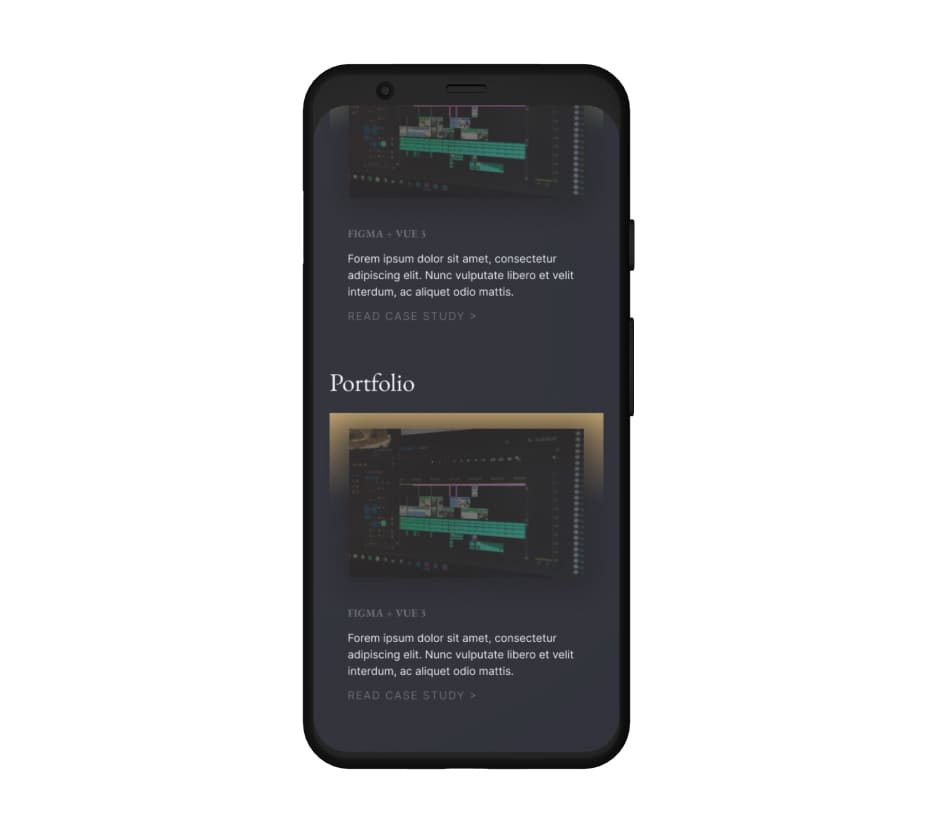 FIGMA + VUE 3
Forem ipsum dolor sit amet, consectetur
adipiscing elit. Nunc vulputate libero et velit
interdum, ac aliquet odio mattis.
READ CASE STUDY >
Portfolio
FIGMA + VUE 3
Forem ipsum dolor sit amet, consectetur
adipiscing elit. Nunc vulputate libero et velit
interdum, ac aliquet odio mattis.
READ CASE STUDY >